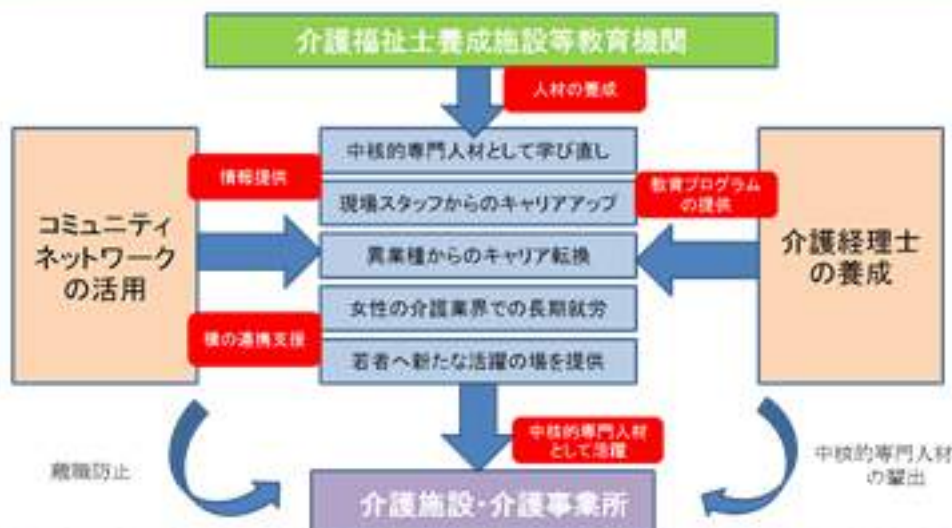 介護福祉士養成施設等教育機関
人材の養成
中核的専門人材として学び直し
情報提供
現場スタッフからのキャリアアップ
教育プログラム
の提供
コミュニティ
ネットワーク
の活用
異業種からのキャリア転換
介護経理士
の養成
女性の介護業界での長期就労
横の連携支援
若者へ新たな活躍の場を提供
中核的専門人材
として活躍
離職防止
中核的専門人材
の輩出
介護施設・介護事業所